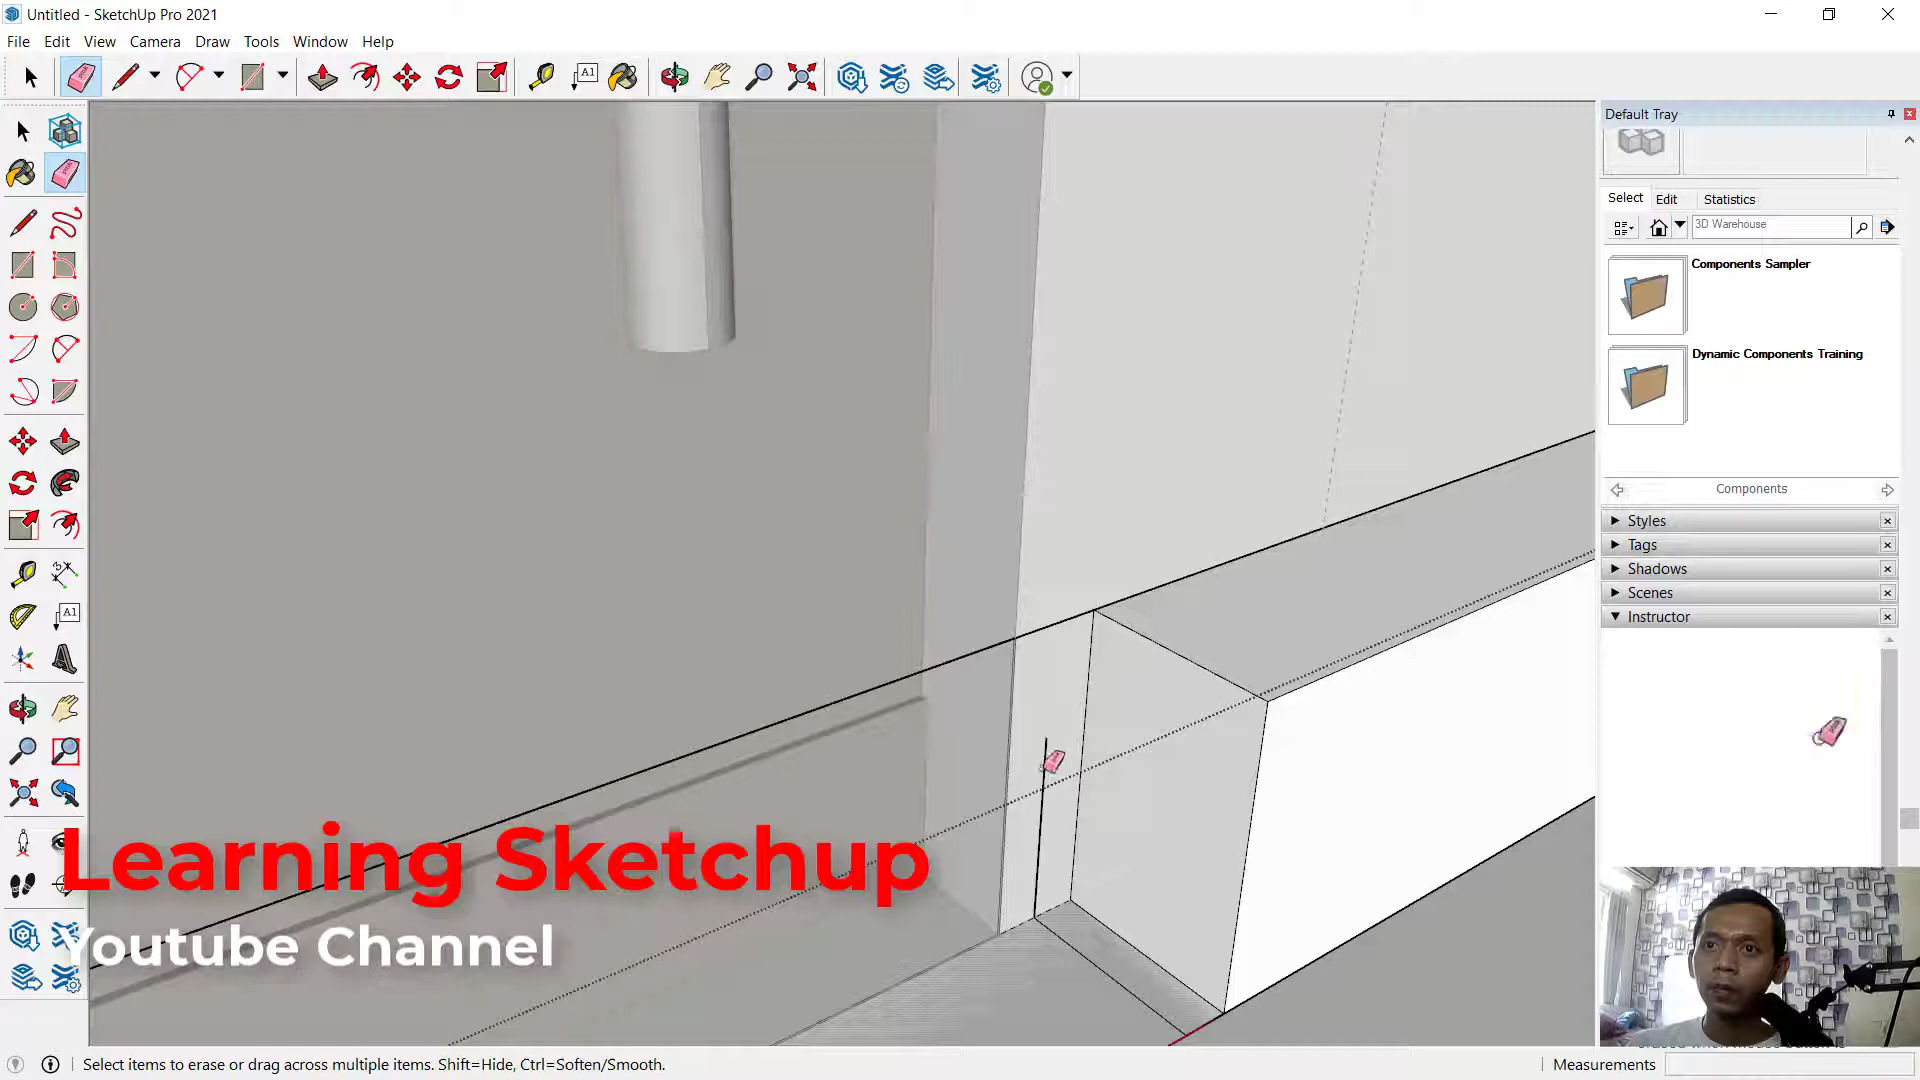 Untitled - SketchUp Pro 2021
File Edit View Camera Draw Tools Window Help
A1
Default Tray
Select Edit Statistics
3D Warehouse
Components Sampler
Dynamic Components Training
Components
Styles
Tags
Shadows
Scenes
Instructor
A1
Learning Sketchup
Youtube Channel
Select items to erase or drag across multiple items. Shift=Hide, Ctrl=Soften/Smooth.
Measurements